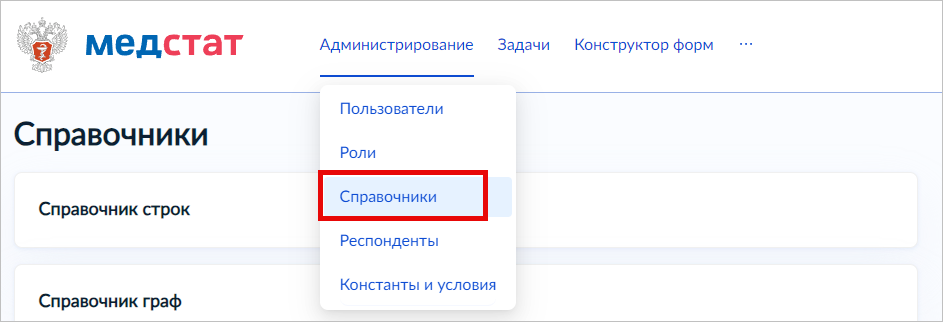 медстат
Администрирование Задачи Конструктор форм ...
Пользователи
Роли
Справочники
Респонденты
Константы и условия
Справочники
Справочник строк
Справочник граф